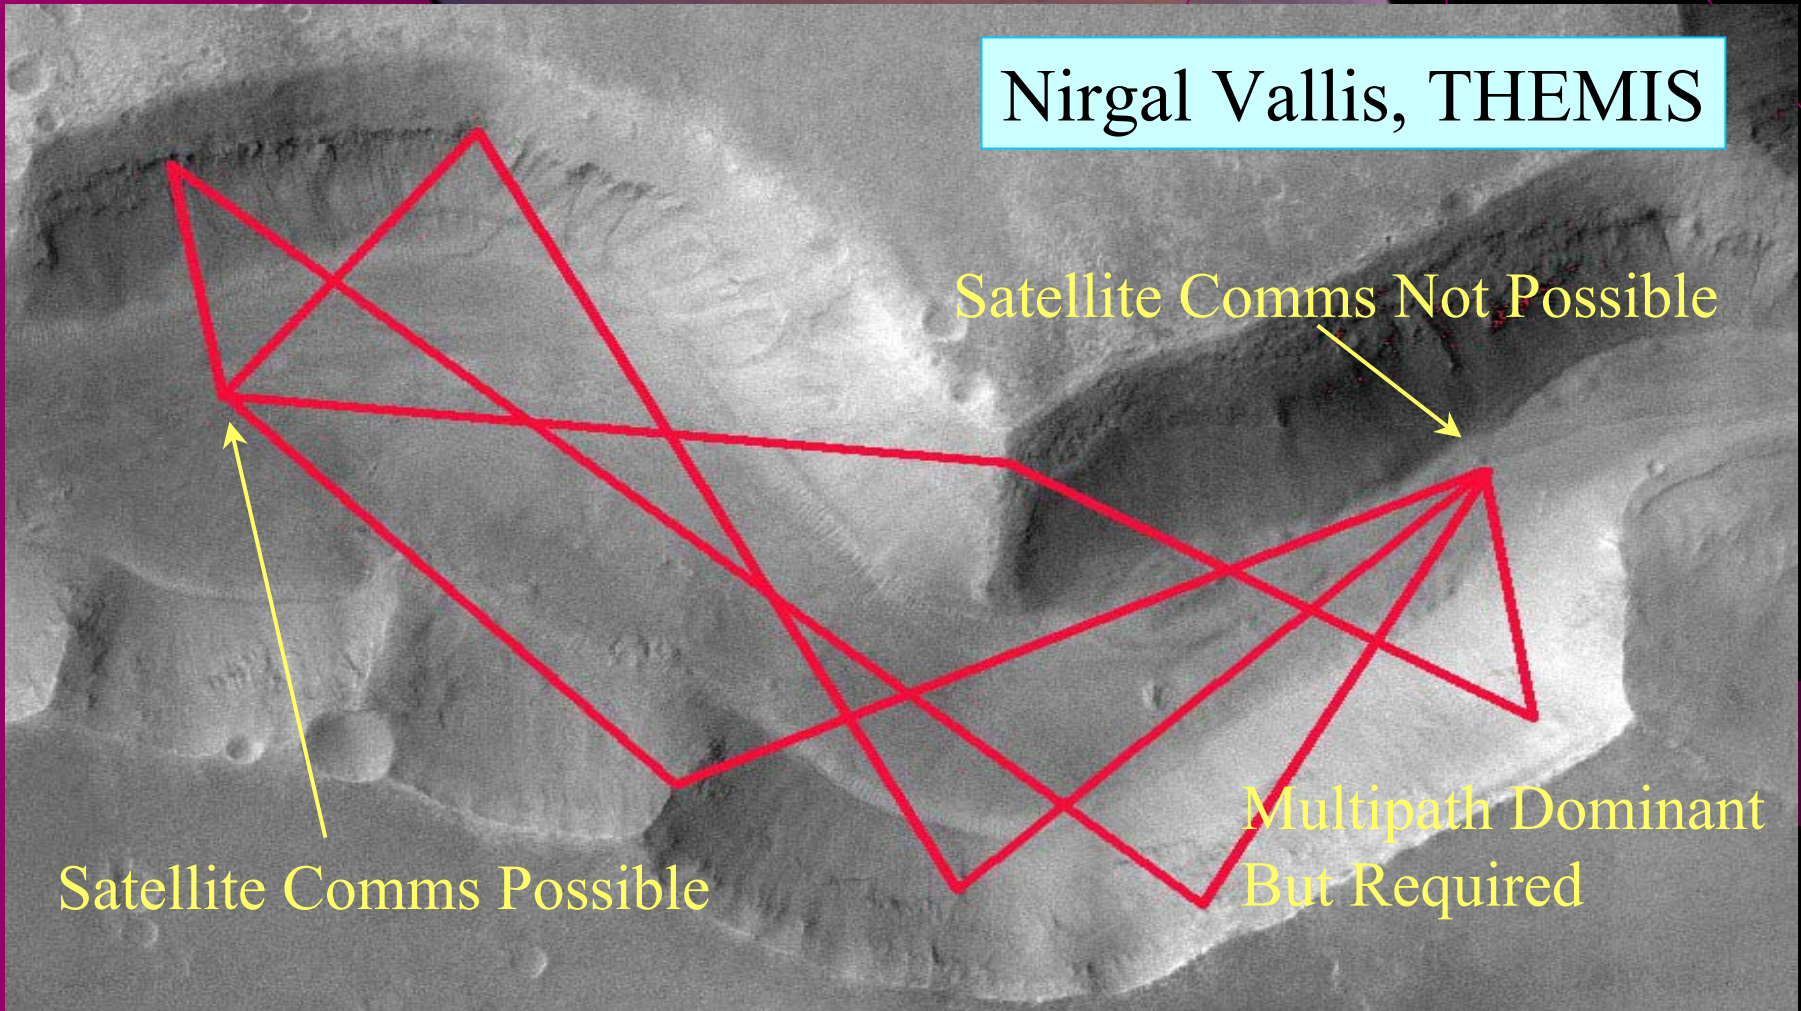 Nirgal Vallis, THEMIS
Satellite Comms Not Possible
Multipath Dominant
But Required
Satellite Comms Possible